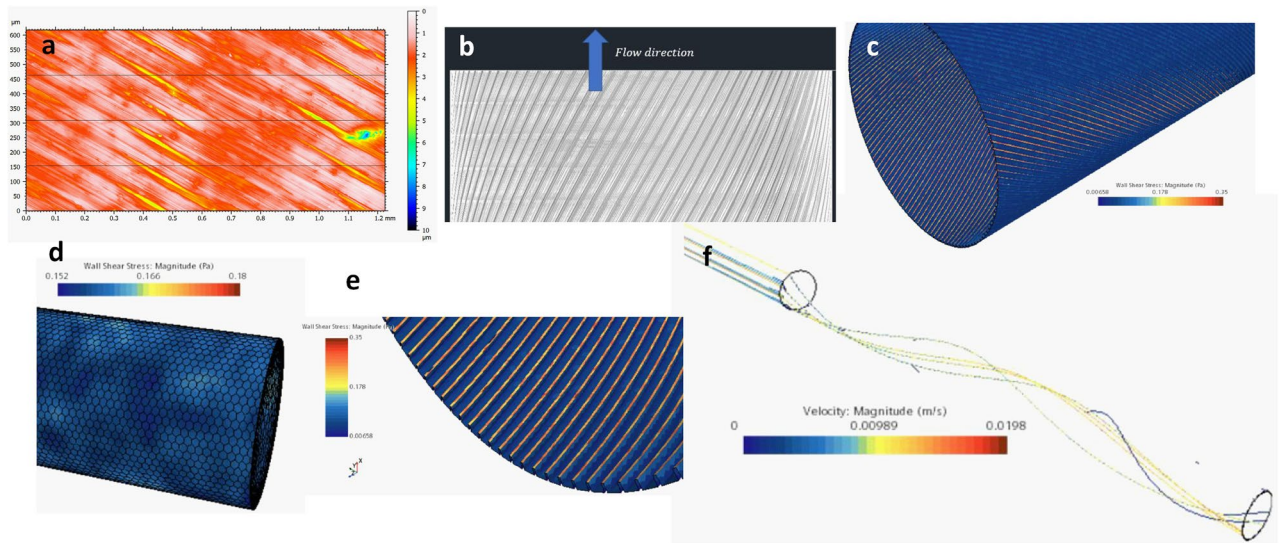 a
µm
600
550
500
450
400
350
300
250
200
150
100
50
0
0.0 0.1 0.2 0.3 0.4 0.5 0.6 0.7 0.8 0.9 1.0 1.1 1.2 mm
0
1
2
3
4
5
6
7
8
9
10
µm
b
Flow direction
c
Wall Shear Stress: Magnitude (Pa)
0.00658 0.178 0.35
d
Wall Shear Stress: Magnitude (Pa)
0.152 0.166 0.18
e
Wall Shear Stress: Magnitude
0.35
0.178
0.00658
X
Y
Z
f
Velocity: Magnitude (m/s)
0 0.00989 0.0198